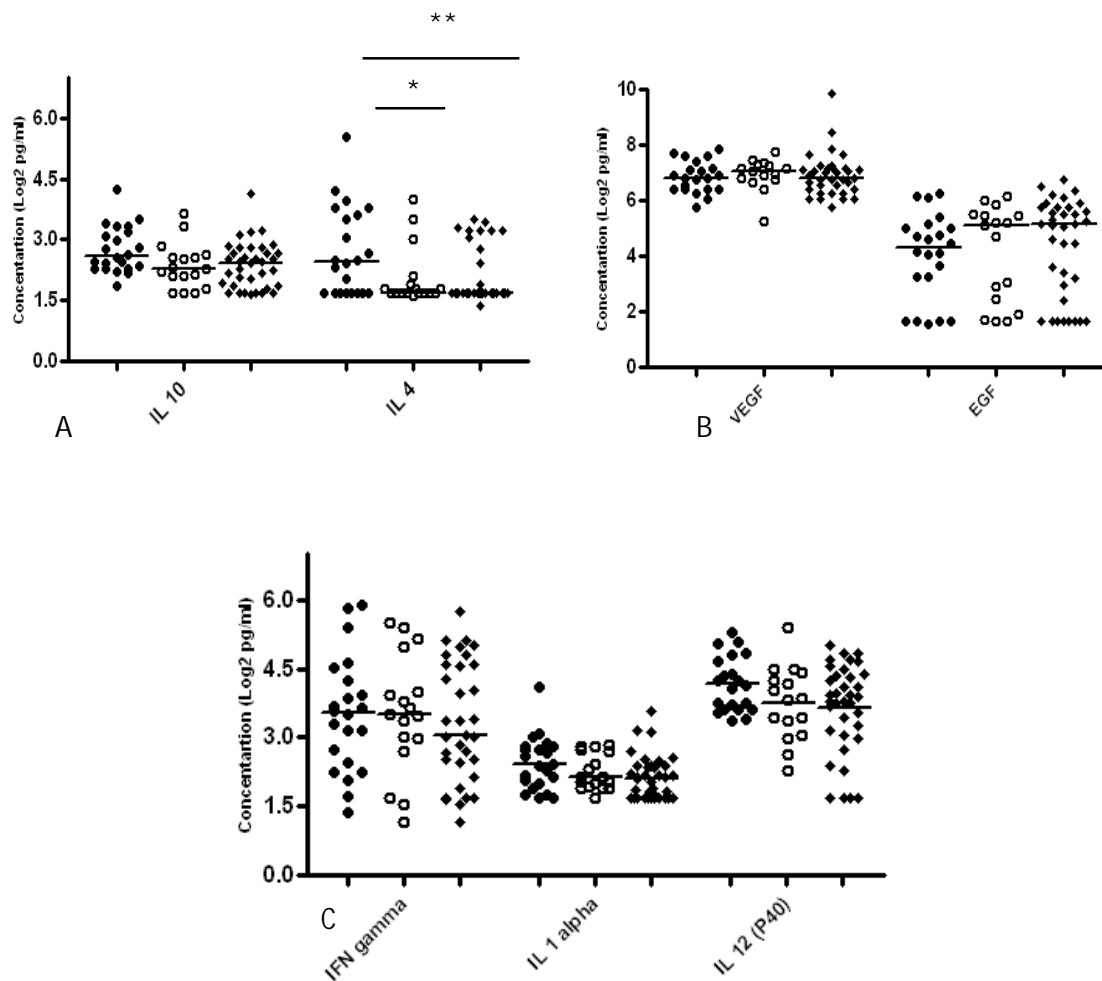 **
*
Concentartion (Log2 pg/ml)
6.0
4.5
3.0
1.5
0.0
IL 10
IL 4
A
Concentartion (Log2 pg/ml)
10
8
6
4
2
0
VEGF
EGF
B
Concentartion (Log2 pg/ml)
6.0
4.5
3.0
1.5
0.0
C
IFN gamma
IL 1 alpha
IL 12 (P40)